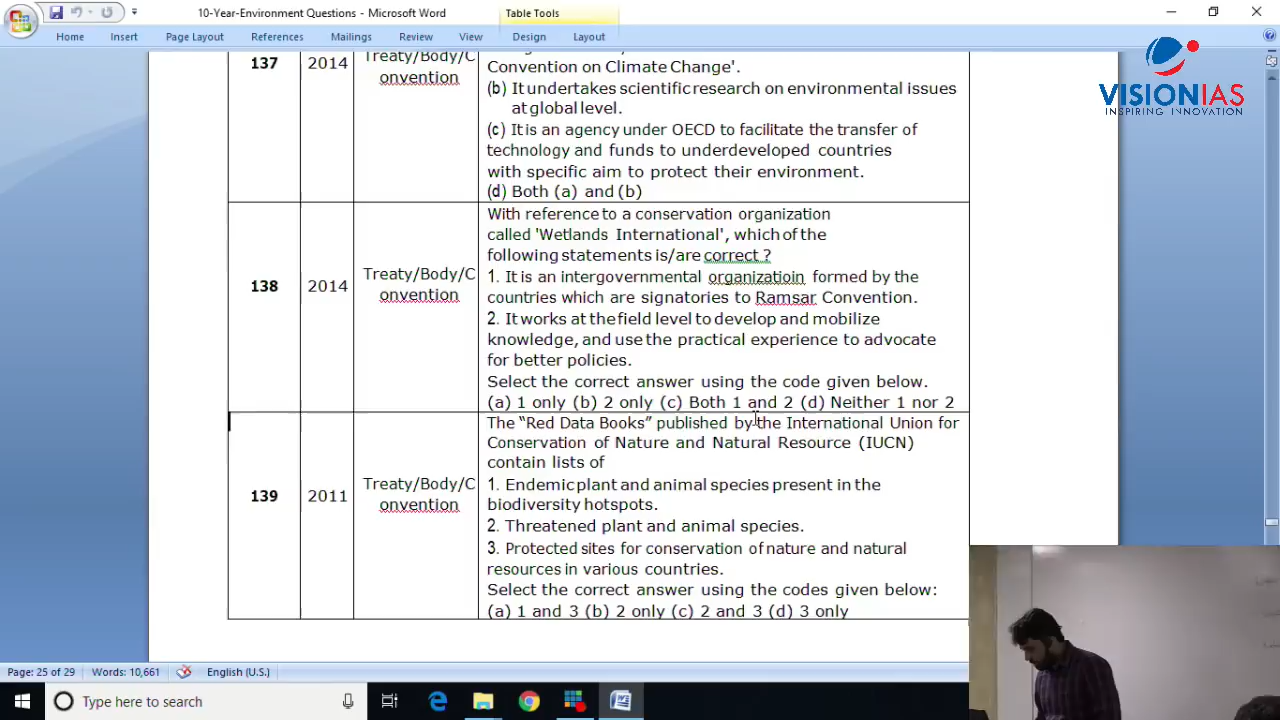 10-Year-Environment Questions - Microsoft Word
Table Tools
Home Insert Page Layout References Mailings Review View Design Layout
VISIONIAS
INSPIRING INNOVATION
137 2014 Treaty/Body/C
onvention
Convention on Climate Change'.
(b) It undertakes scientific research on environmental issues
at global level.
(c) It is an agency under OECD to facilitate the transfer of
technology and funds to underdeveloped countries
with specific aim to protect their environment.
(d) Both (a) and (b)
138 2014 Treaty/Body/C
onvention
With reference to a conservation organization
called 'Wetlands International', which of the
following statements is/are correct ?
1. It is an intergovernmental organizatioin formed by the
countries which are signatories to Ramsar Convention.
2. It works at the field level to develop and mobilize
knowledge, and use the practical experience to advocate
for better policies.
Select the correct answer using the code given below.
(a) 1 only (b) 2 only (c) Both 1 and 2 (d) Neither 1 nor 2
139 2011 Treaty/Body/C
onvention
The “Red Data Books” published by the International Union for
Conservation of Nature and Natural Resource (IUCN)
contain lists of
1. Endemic plant and animal species present in the
biodiversity hotspots.
2. Threatened plant and animal species.
3. Protected sites for conservation of nature and natural
resources in various countries.
Select the correct answer using the codes given below:
(a) 1 and 3 (b) 2 only (c) 2 and 3 (d) 3 only
Page: 25 of 29 Words: 10,661 English (U.S.)
Type here to search